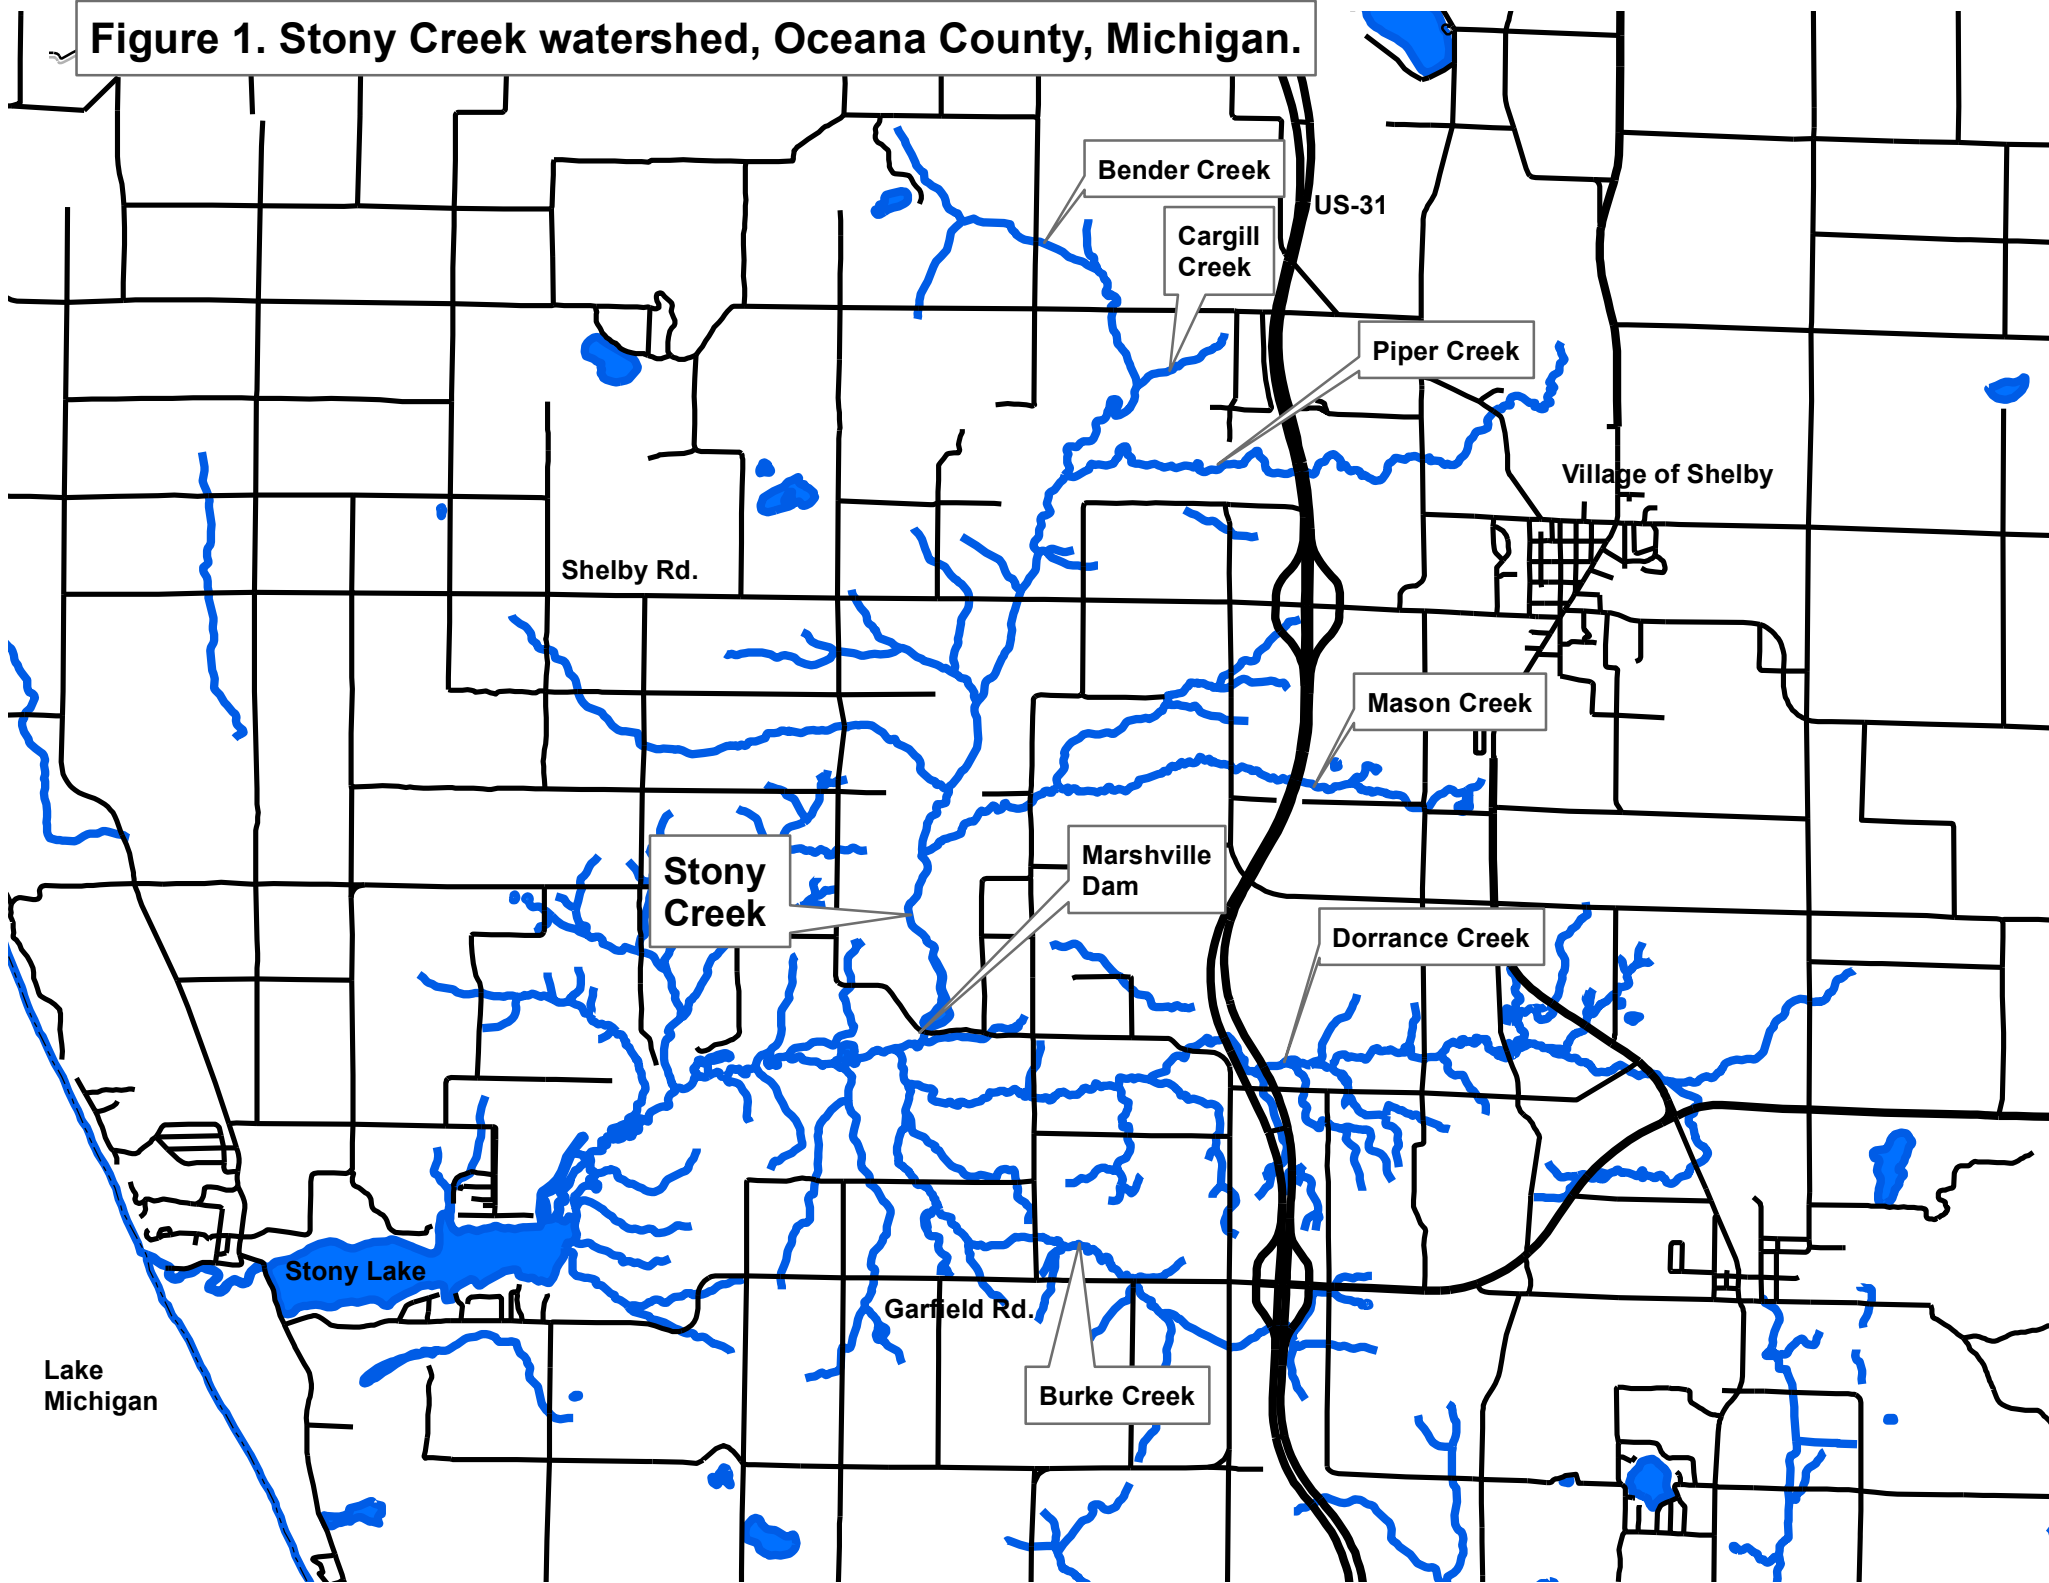 Figure 1. Stony Creek watershed, Oceana County, Michigan.
Bender Creek
US-31
Cargill
Creek
Piper Creek
Village of Shelby
Shelby Rd.
Mason Creek
Stony
Creek
Marshville
Dam
Dorrance Creek
Stony Lake
Garfield Rd.
Lake
Michigan
Burke Creek